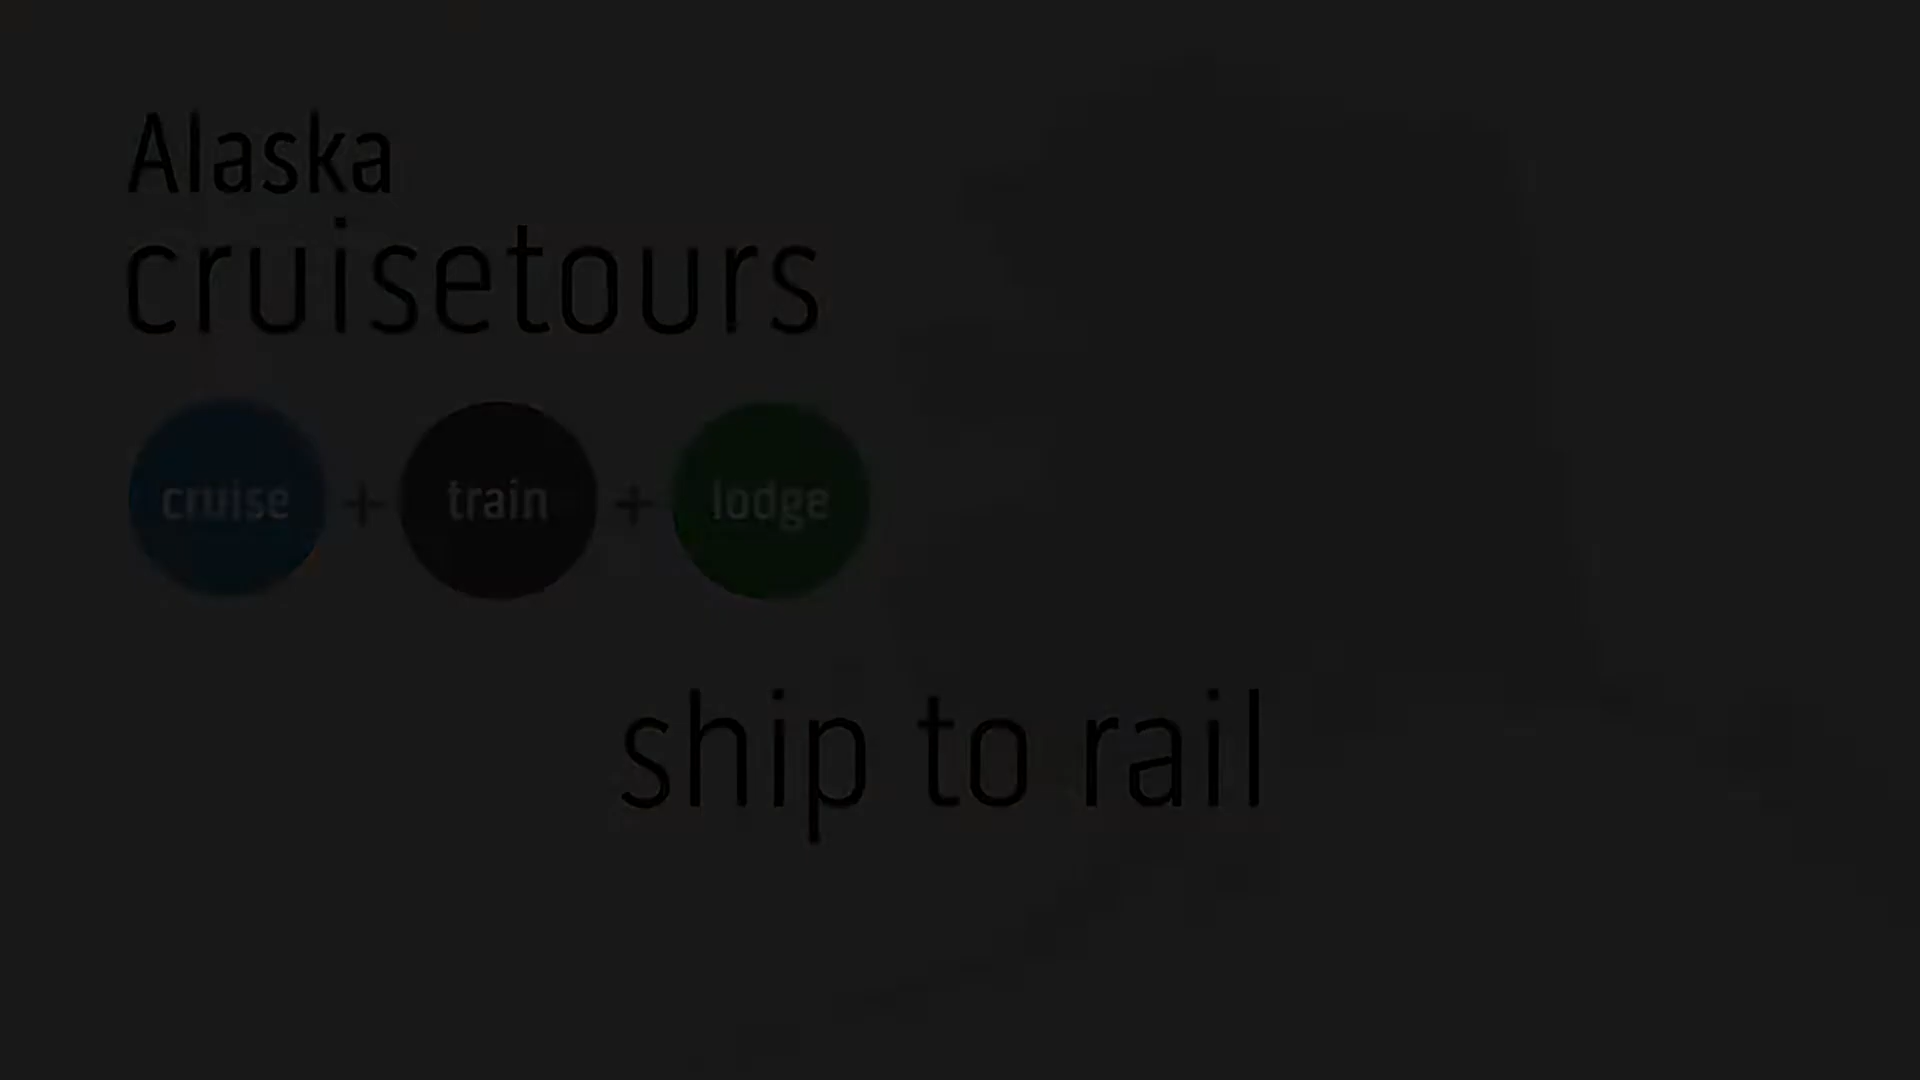 Alaska
cruisetours
cruise + train + lodge
ship to rail